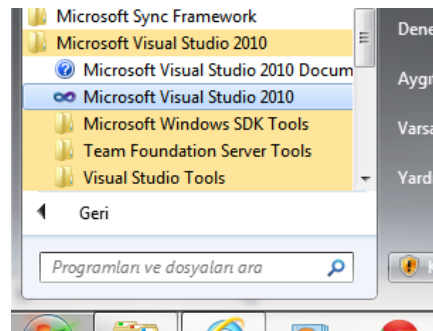 Microsoft Sync Framework
Microsoft Visual Studio 2010
Microsoft Visual Studio 2010 Docum
Microsoft Visual Studio 2010
Microsoft Windows SDK Tools
Team Foundation Server Tools
Visual Studio Tools
Geri
Programları ve dosyaları ara
Dene
Aygı
Varsa
Yard